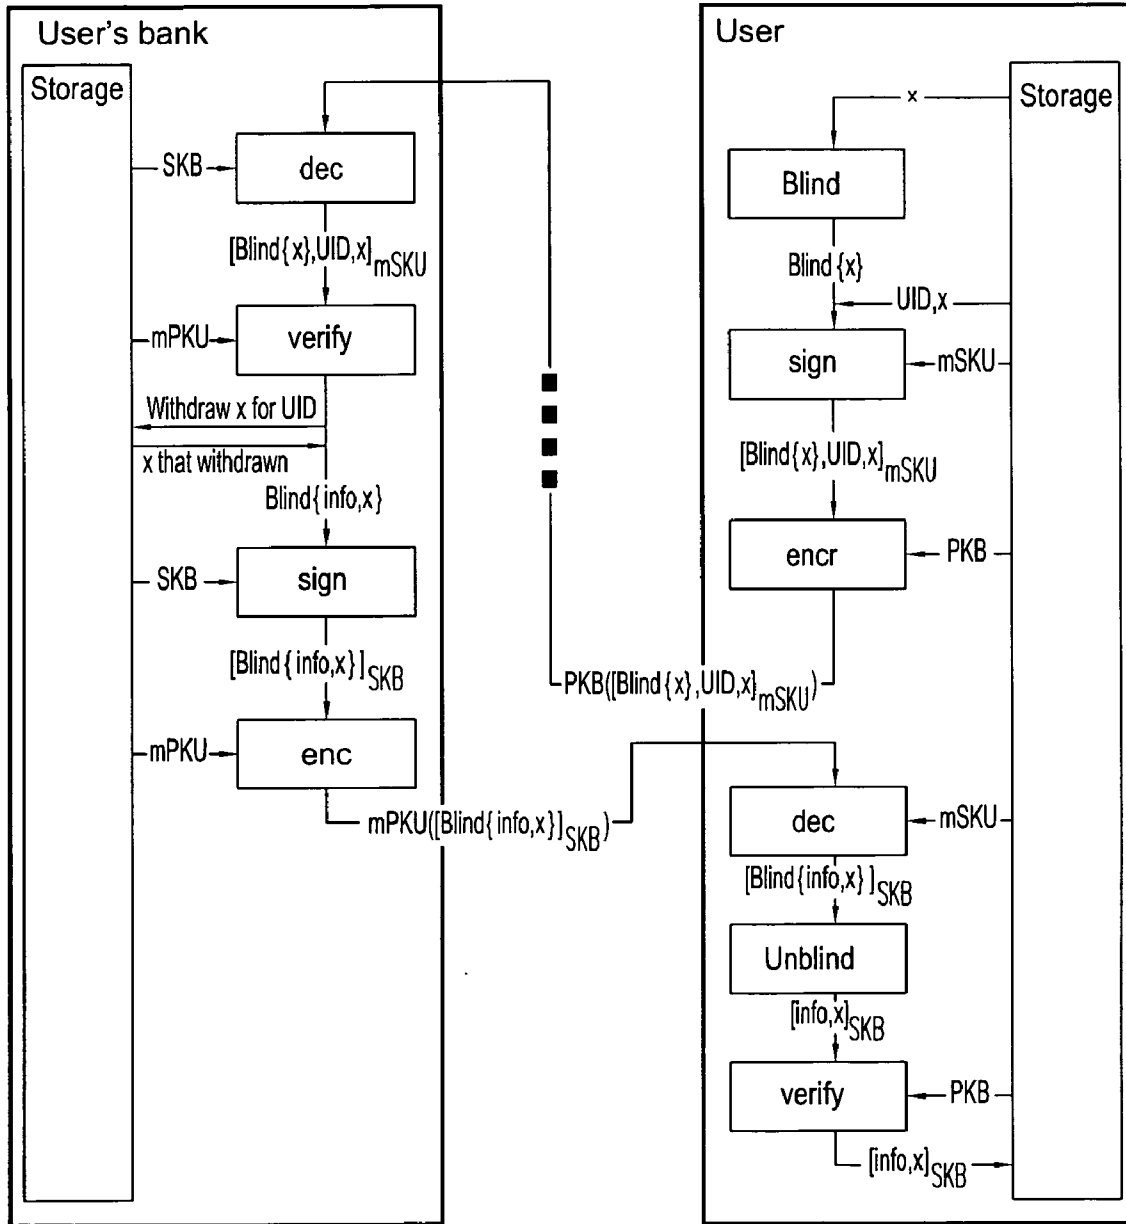 User's bank
Storage
SKB
dec
[Blind{x},UID,x]mSKU
mPKU
verify
Withdraw x for UID
x that withdrawn
Blind{info,x}
SKB
sign
[Blind{info,x}]SKB
mPKU
enc
mPKU([Blind{info,x}]SKB)
PKB([Blind{x},UID,x]mSKU)
User
Storage
x
Blind
Blind{x}
UID,x
sign
mSKU
[Blind{x},UID,x]mSKU
encr
PKB
dec
mSKU
[Blind{info,x}]SKB
Unblind
[info,x]SKB
verify
PKB
[info,x]SKB